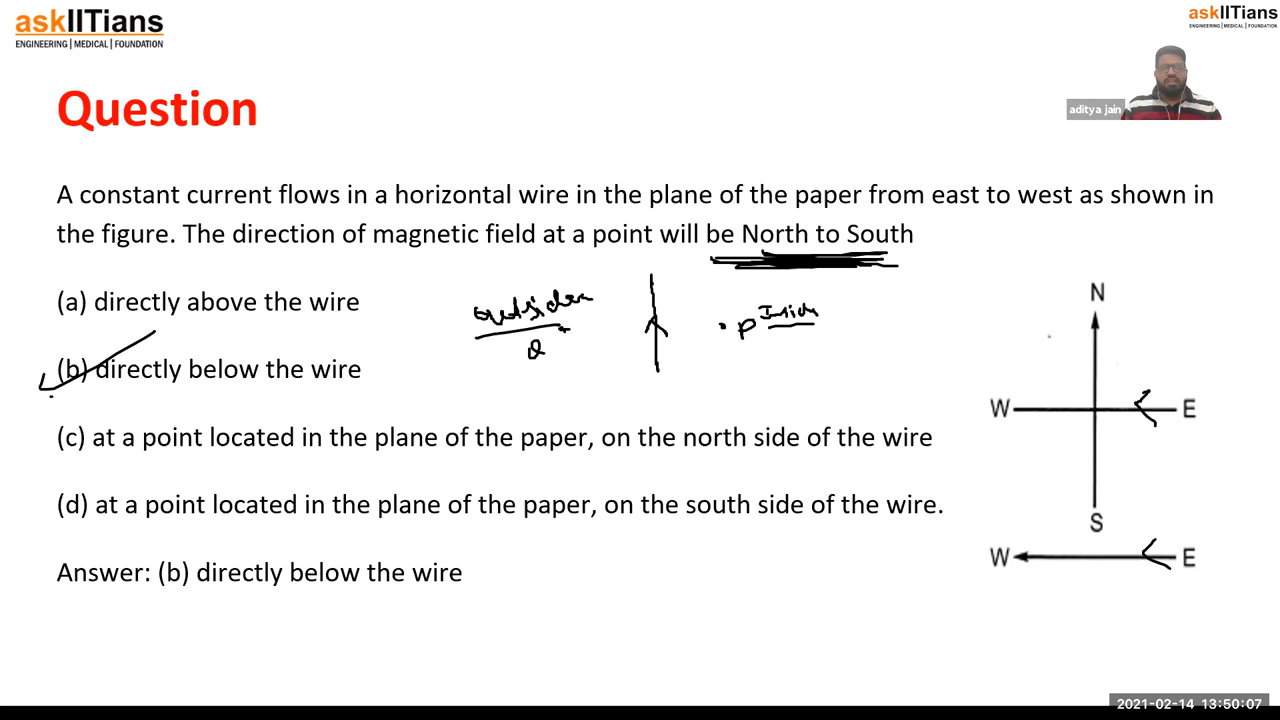 askIITians
ENGINEERING | MEDICAL | FOUNDATION
askIITians
ENGINEERING | MEDICAL | FOUNDATION
aditya jain
Question
A constant current flows in a horizontal wire in the plane of the paper from east to west as shown in
the figure. The direction of magnetic field at a point will be North to South
(a) directly above the wire
(b) directly below the wire
(c) at a point located in the plane of the paper, on the north side of the wire
(d) at a point located in the plane of the paper, on the south side of the wire.
Answer: (b) directly below the wire
P
N
W E
S
W E
2021-02-14 13:50:07